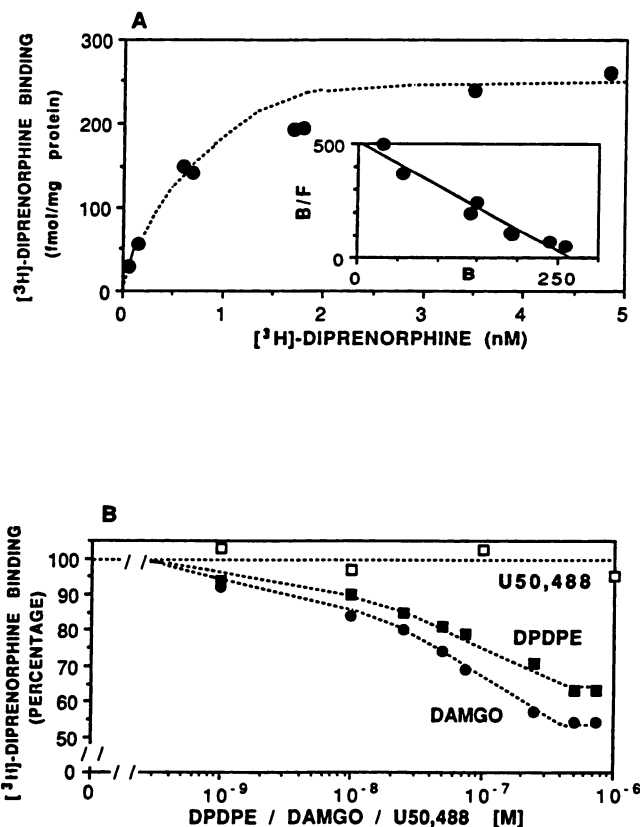 A
300
200
100
0
[³H]-DIPRENORPHINE BINDING
(fmol/mg protein)
500
0
B/F
0
B
250
0
1
2
3
4
5
[³H]-DIPRENORPHINE (nM)
B
100
90
80
70
60
50
0
[³H]-DIPRENORPHINE BINDING
(PERCENTAGE)
U50,488
DPDPE
DAMGO
0
10⁻⁹
10⁻⁸
10⁻⁷
10⁻⁶
DPDPE / DAMGO / U50,488 [M]